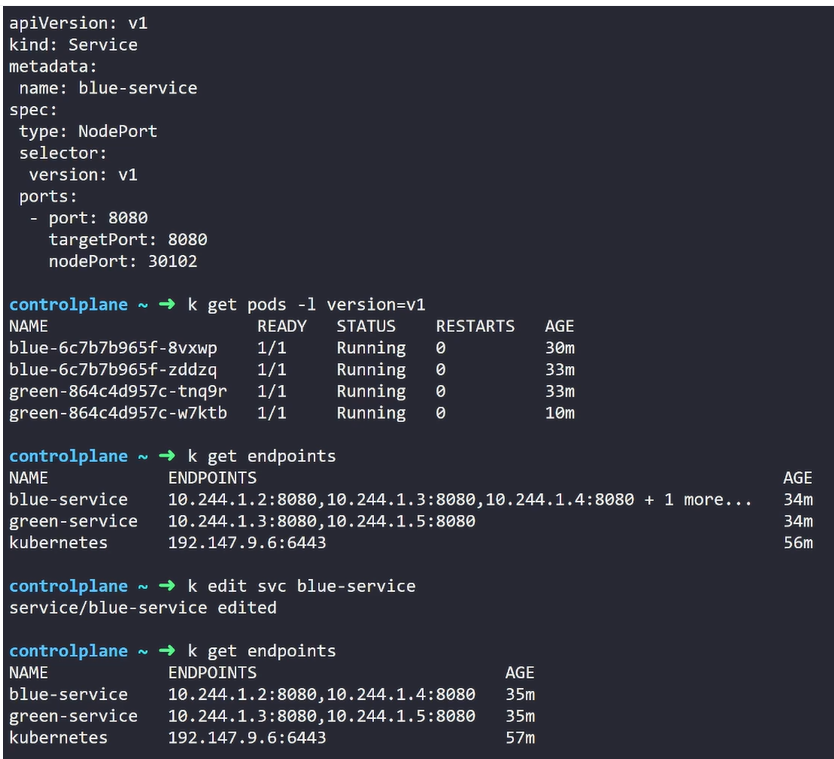 apiVersion: v1
kind: Service
metadata:
 name: blue-service
spec:
 type: NodePort
 selector:
  version: v1
 ports:
  - port: 8080
    targetPort: 8080
    nodePort: 30102
controlplane ~ ➜ k get pods -l version=v1
NAME READY STATUS RESTARTS AGE
blue-6c7b7b965f-8vxwp 1/1 Running 0 30m
blue-6c7b7b965f-zddzq 1/1 Running 0 33m
green-864c4d957c-tnq9r 1/1 Running 0 33m
green-864c4d957c-w7ktb 1/1 Running 0 10m
controlplane ~ ➜ k get endpoints
NAME ENDPOINTS AGE
blue-service 10.244.1.2:8080,10.244.1.3:8080,10.244.1.4:8080 + 1 more... 34m
green-service 10.244.1.3:8080,10.244.1.5:8080 34m
kubernetes 192.147.9.6:6443 56m
controlplane ~ ➜ k edit svc blue-service
service/blue-service edited
controlplane ~ ➜ k get endpoints
NAME ENDPOINTS AGE
blue-service 10.244.1.2:8080,10.244.1.4:8080 35m
green-service 10.244.1.3:8080,10.244.1.5:8080 35m
kubernetes 192.147.9.6:6443 57m